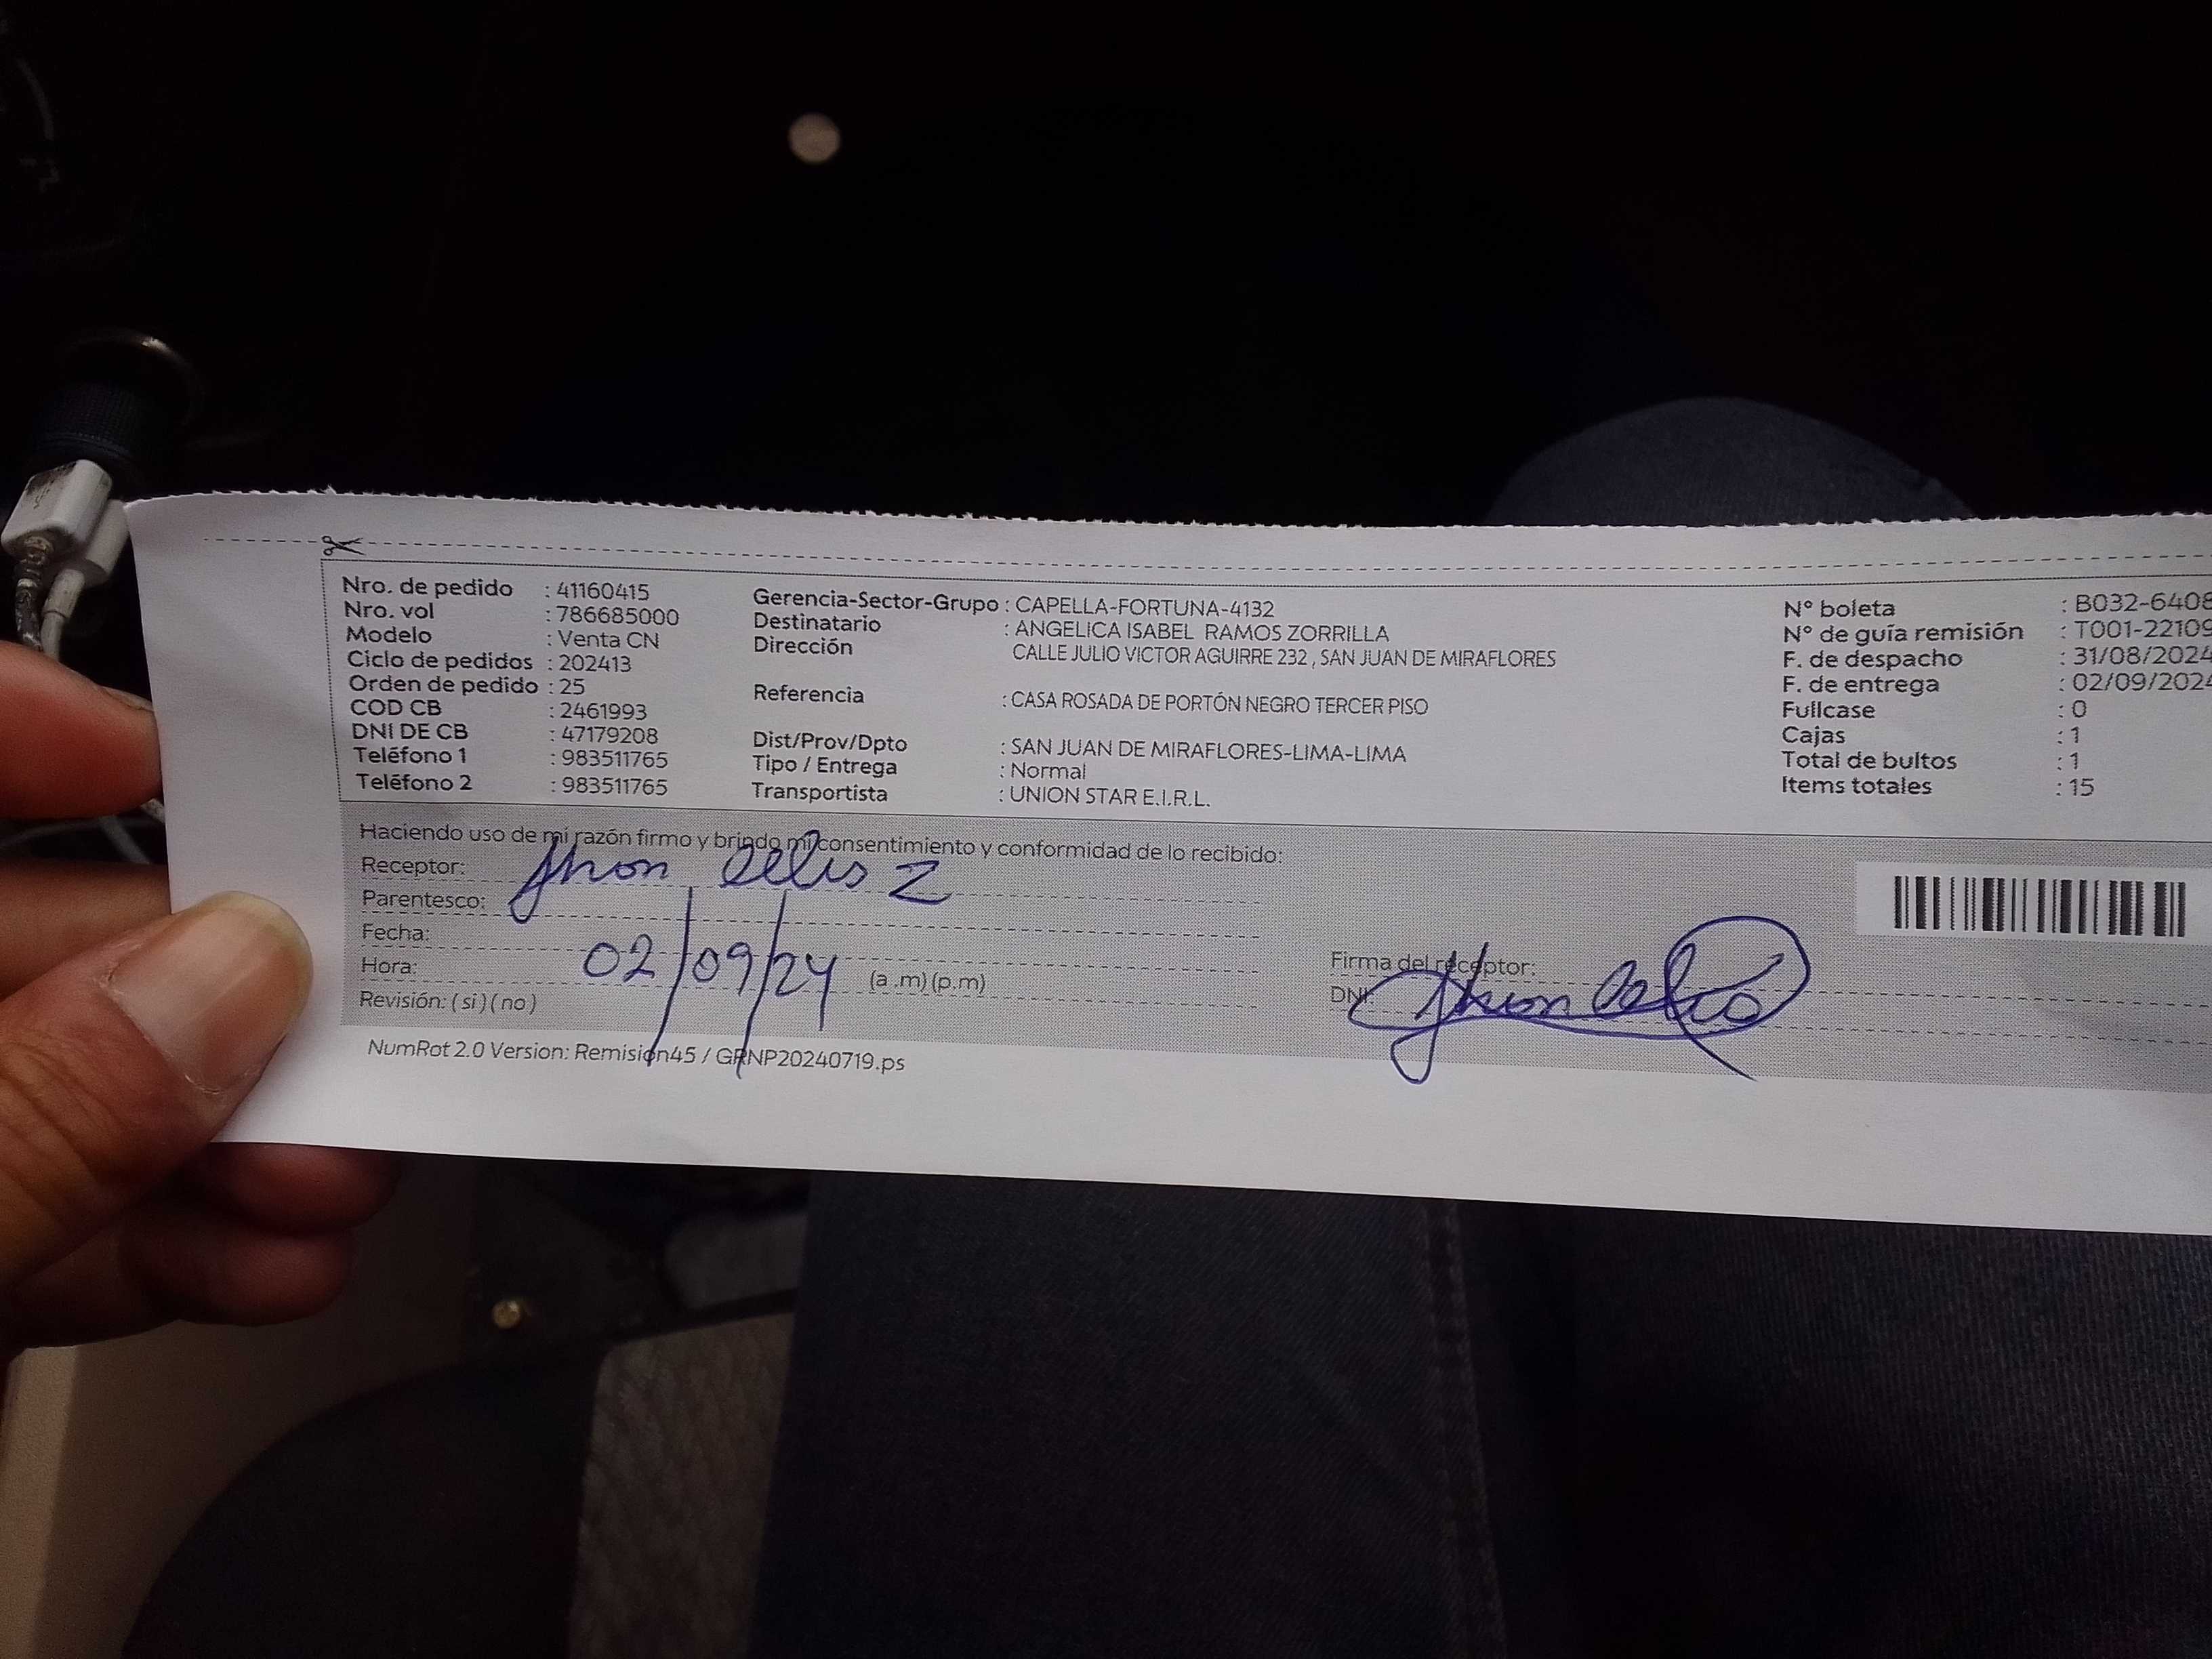 Nro. de pedido : 41160415
Nro. vol : 786685000
Modelo : Venta CN
Ciclo de pedidos : 202413
Orden de pedido : 25
COD CB : 2461993
DNI DE CB : 47179208
Teléfono 1 : 983511765
Teléfono 2 : 983511765
Gerencia-Sector-Grupo : CAPELLA-FORTUNA-4132
Destinatario : ANGELICA ISABEL RAMOS ZORRILLA
Dirección CALLE JULIO VICTOR AGUIRRE 232 , SAN JUAN DE MIRAFLORES
Referencia : CASA ROSADA DE PORTÓN NEGRO TERCER PISO
Dist/Prov/Dpto : SAN JUAN DE MIRAFLORES-LIMA-LIMA
Tipo / Entrega : Normal
Transportista : UNION STAR E.I.R.L.
N° boleta : B032-6408
N° de guía remisión : T001-22109
F. de despacho : 31/08/2024
F. de entrega : 02/09/2024
Fullcase : 0
Cajas : 1
Total de bultos : 1
Items totales : 15
Haciendo uso de mi razón firmo y brindo mi consentimiento y conformidad de lo recibido:
Receptor: Jhon Celis Z
Parentesco:
Fecha: 02/09/24
Hora: (a .m) (p.m)
Revisión: ( si ) ( no )
Firma del receptor: Jhon Celis
DNI:
NumRot 2.0 Version: Remision45 / GRNP20240719.ps